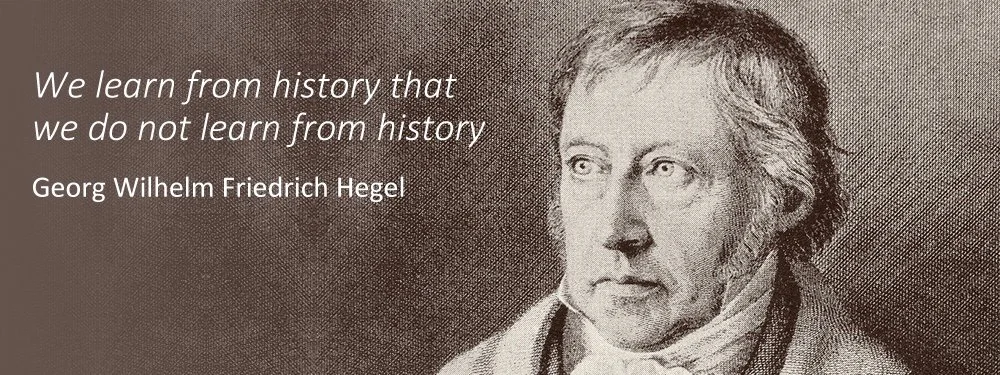 We learn from history that
we do not learn from history
Georg Wilhelm Friedrich Hegel